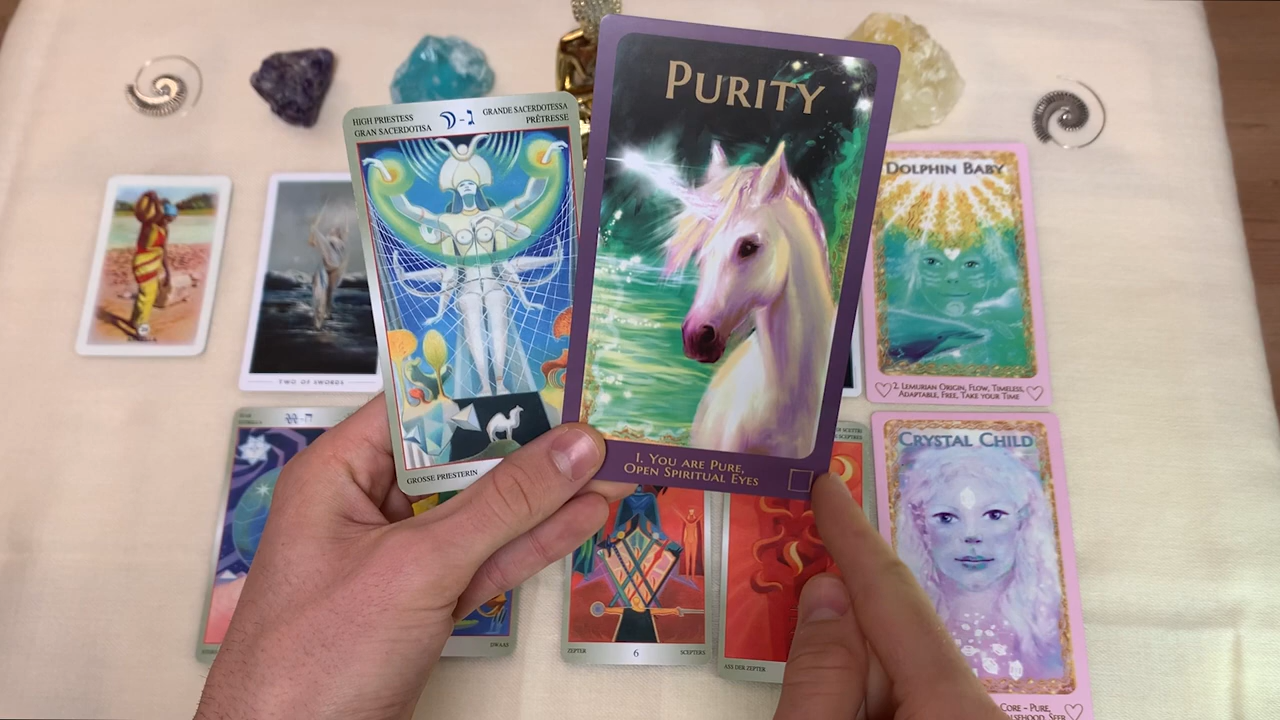 HIGH PRIESTESS
GRAN SACERDOTISA
ג
GRANDE SACERDOTESSA
PRÊTRESSE
GROSSE PRIESTERIN
PURITY
1. YOU ARE PURE,
OPEN SPIRITUAL EYES
DOLPHIN BABY
2. LEMURIAN ORIGIN, FLOW, TIMELESS,
ADAPTABLE, FREE, TAKE YOUR TIME
TWO OF SWORDS
CRYSTAL CHILD
CORE - PURE,
ZEPTER 6 SCEPTERS
ASS DER ZEPTER